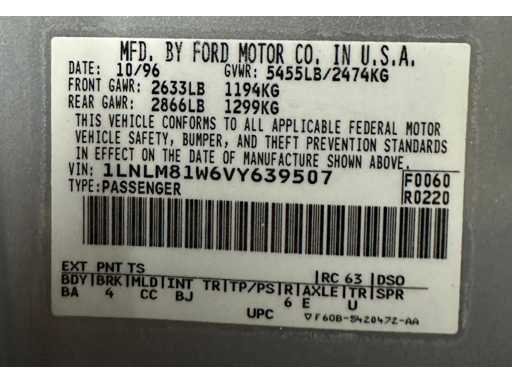 MFD. BY FORD MOTOR CO. IN U.S.A.
DATE: 10/96 GVWR: 5455LB/2474KG
FRONT GAWR: 2633LB 1194KG
REAR GAWR: 2866LB 1299KG
THIS VEHICLE CONFORMS TO ALL APPLICABLE FEDERAL MOTOR
VEHICLE SAFETY, BUMPER, AND THEFT PREVENTION STANDARDS
IN EFFECT ON THE DATE OF MANUFACTURE SHOWN ABOVE.
VIN: 1LNLM81W6VY639507 F0060
TYPE: PASSENGER R0220
EXT PNT TS RC 63 DSO
BDY BRK MLD INT TR TP/PS R AXLE TR SPR
BA 4 CC BJ 6 E U
UPC ▽F60B-5420472-AA